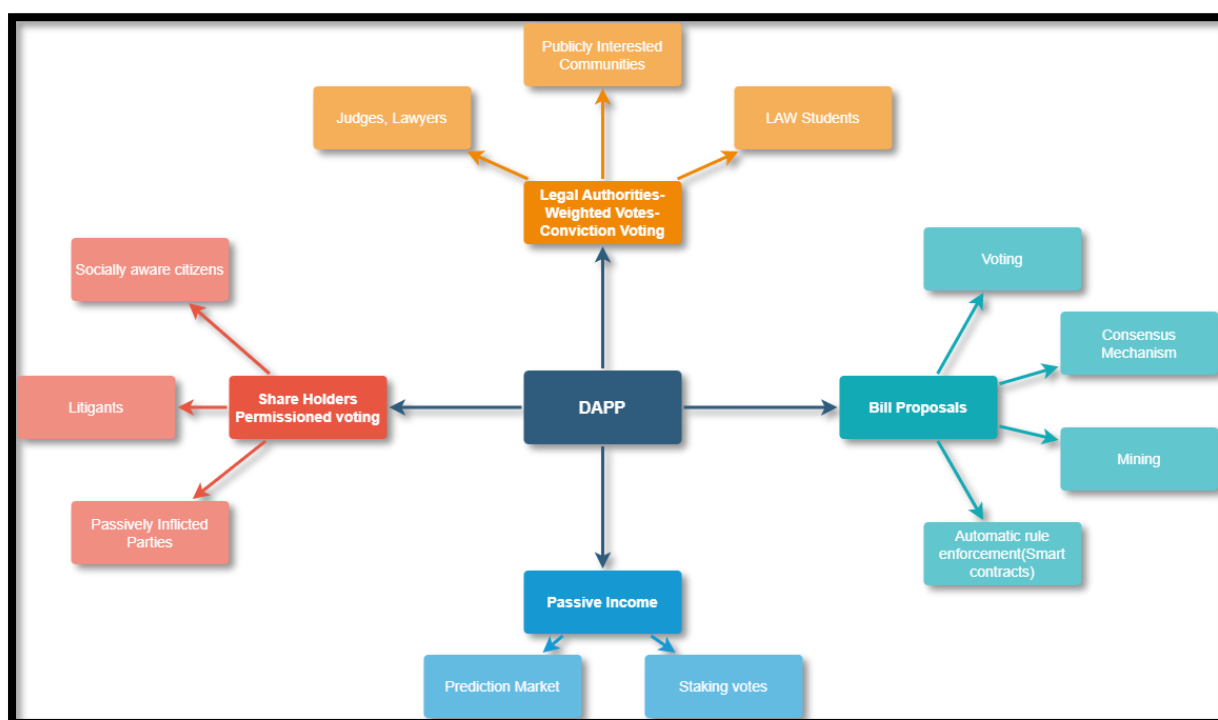 Publicly Interested
Communities
Judges, Lawyers
LAW Students
Legal Authorities-
Weighted Votes-
Conviction Voting
Socially aware citizens
Voting
Consensus
Mechanism
Litigants
Share Holders
Permissioned voting
DAPP
Bill Proposals
Mining
Passively Inflicted
Parties
Automatic rule
enforcement(Smart
contracts)
Passive Income
Prediction Market
Staking votes